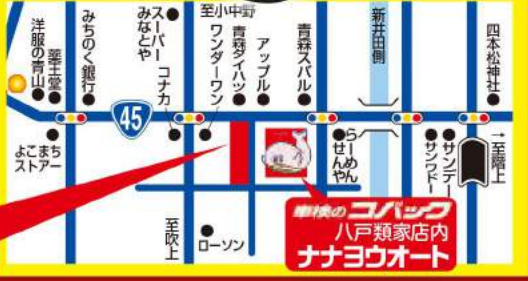 至小中野
洋服の青山
薬王堂
みちのく銀行
スーパー
みなとや
コナカ
ワンダーワン
青森ダイハツ
アップル
青森スバル
新井田側
四本松神社
45
よこまち
ストアー
らーめん
せんや
サンワドー
サンデー
→至階上
至吹上
ローソン
車検のコバック
八戸類家店内
ナナヨウオート